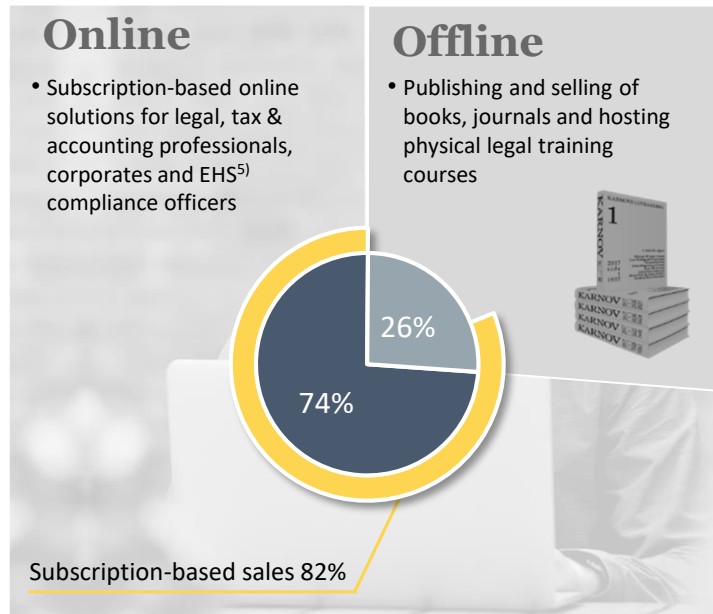 Online
• Subscription-based online
solutions for legal, tax &
accounting professionals,
corporates and EHS5)
compliance officers
Offline
• Publishing and selling of
books, journals and hosting
physical legal training
courses
1
KARNOV
KARNOV
KARNOV
KARNOV
26%
74%
Subscription-based sales 82%